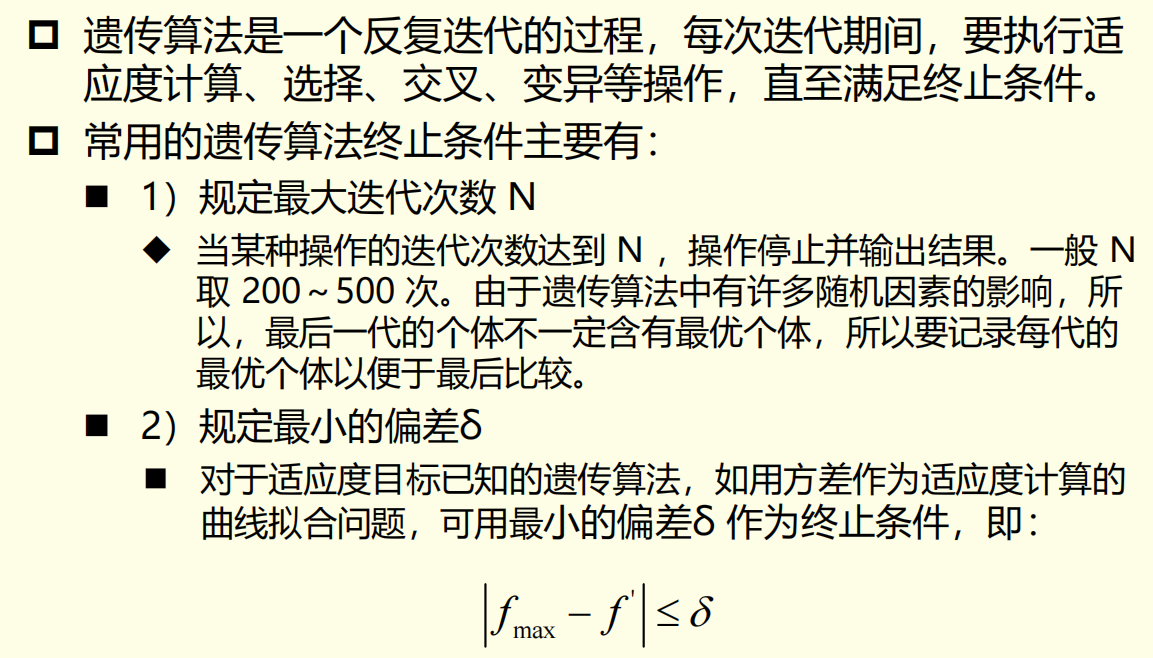 遗传算法是一个反复迭代的过程，每次迭代期间，要执行适
应度计算、选择、交叉、变异等操作，直至满足终止条件。
常用的遗传算法终止条件主要有：
1）规定最大迭代次数 N
当某种操作的迭代次数达到 N ，操作停止并输出结果。一般 N
取 200～500 次。由于遗传算法中有许多随机因素的影响，所
以，最后一代的个体不一定含有最优个体，所以要记录每代的
最优个体以便于最后比较。
2）规定最小的偏差δ
对于适应度目标已知的遗传算法，如用方差作为适应度计算的
曲线拟合问题，可用最小的偏差δ 作为终止条件，即：
|f_max − f'| ≤ δ